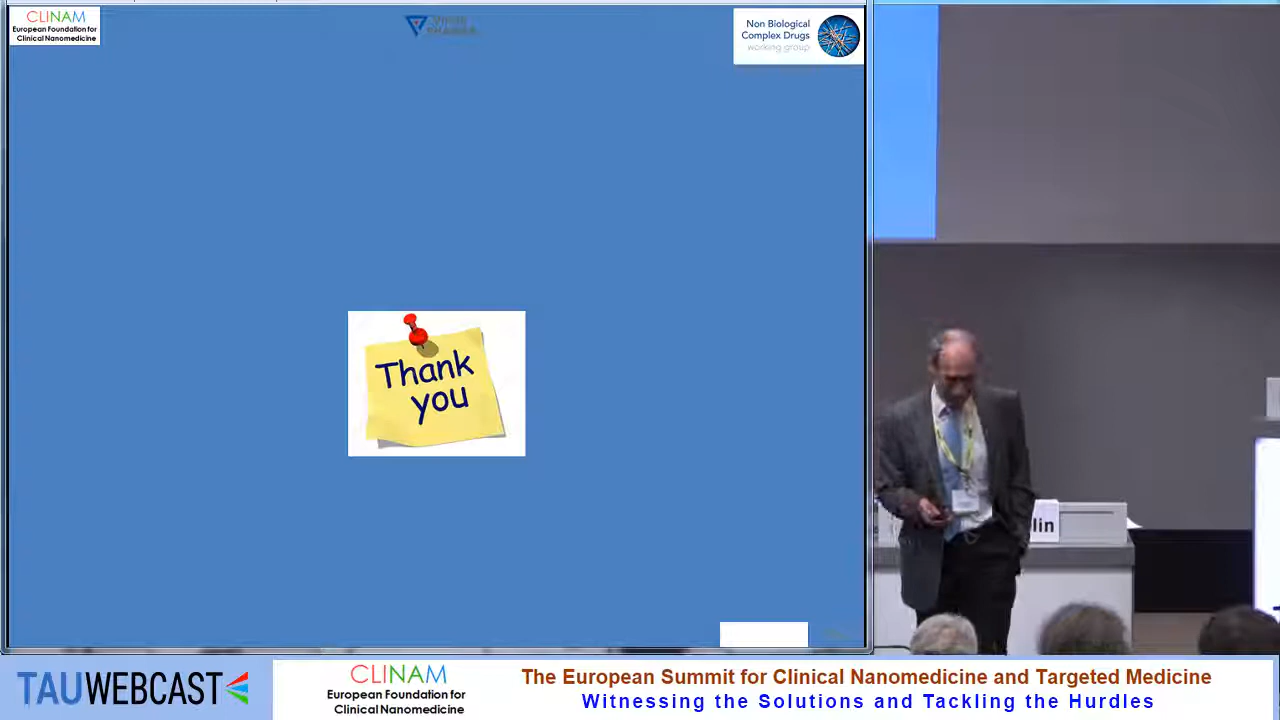 CLINAM
European Foundation for
Clinical Nanomedicine
Non Biological
Complex Drugs
working group
Thank
you
lin
TAUWEBCAST
CLINAM
European Foundation for
Clinical Nanomedicine
The European Summit for Clinical Nanomedicine and Targeted Medicine
Witnessing the Solutions and Tackling the Hurdles